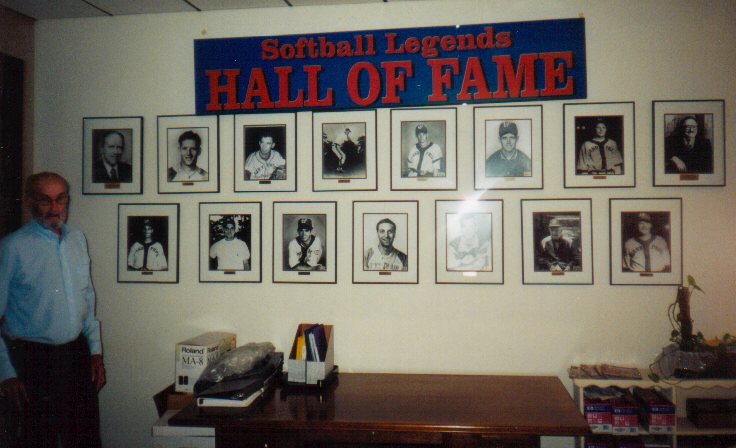 Softball Legends
HALL OF FAME
Roland
MA-8